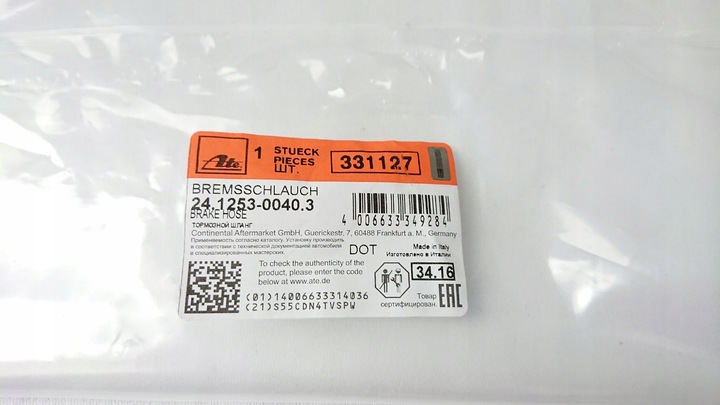 Ate
1 STUECK
PIECES
ШТ.
331127
BREMSSCHLAUCH
24.1253-0040.3
BRAKE HOSE
ТОРМОЗНОЙ ШЛАНГ
4 006633 349284
Continental Aftermarket GmbH, Guerickestr, 7, 60488 Frankfurt a. M., Germany
Применяемость согласно каталогу. Установку производить
в соответствии с технической документацией автомобиля
в специализированных мастерских.
DOT
Made in Italy
Изготовлено в Италии
To check the authenticity of the
product, please enter the code
below at www.ate.de
34.16
(01)14006633314036
(21)S55CDN4TVSPW
Товар
сертифицирован.
EAC